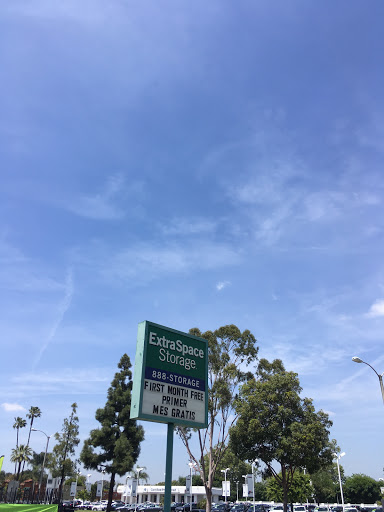 ExtraSpace
Storage
888-STORAGE
FIRST MONTH FREE
PRIMER
MES GRATIS